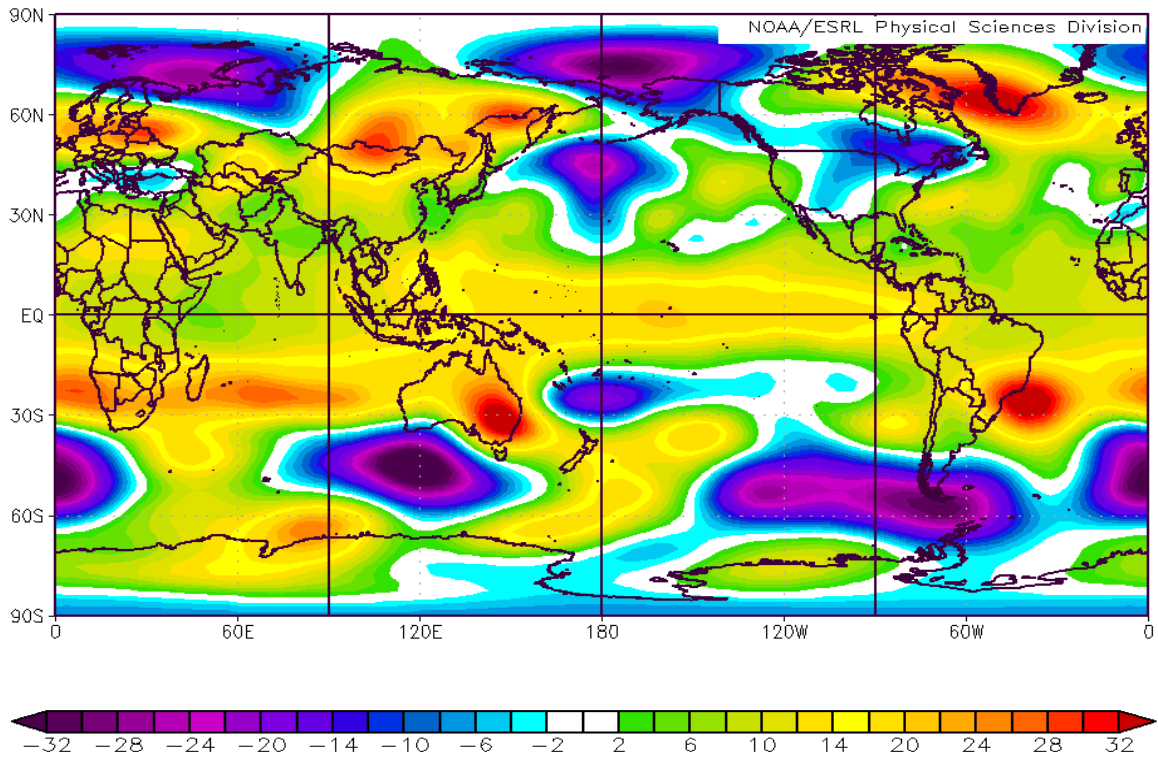 90N
NOAA/ESRL Physical Sciences Division
60N
30N
EQ
30S
60S
90S
0 60E 120E 180 120W 60W 0
−32 −28 −24 −20 −14 −10 −6 −2 2 6 10 14 20 24 28 32